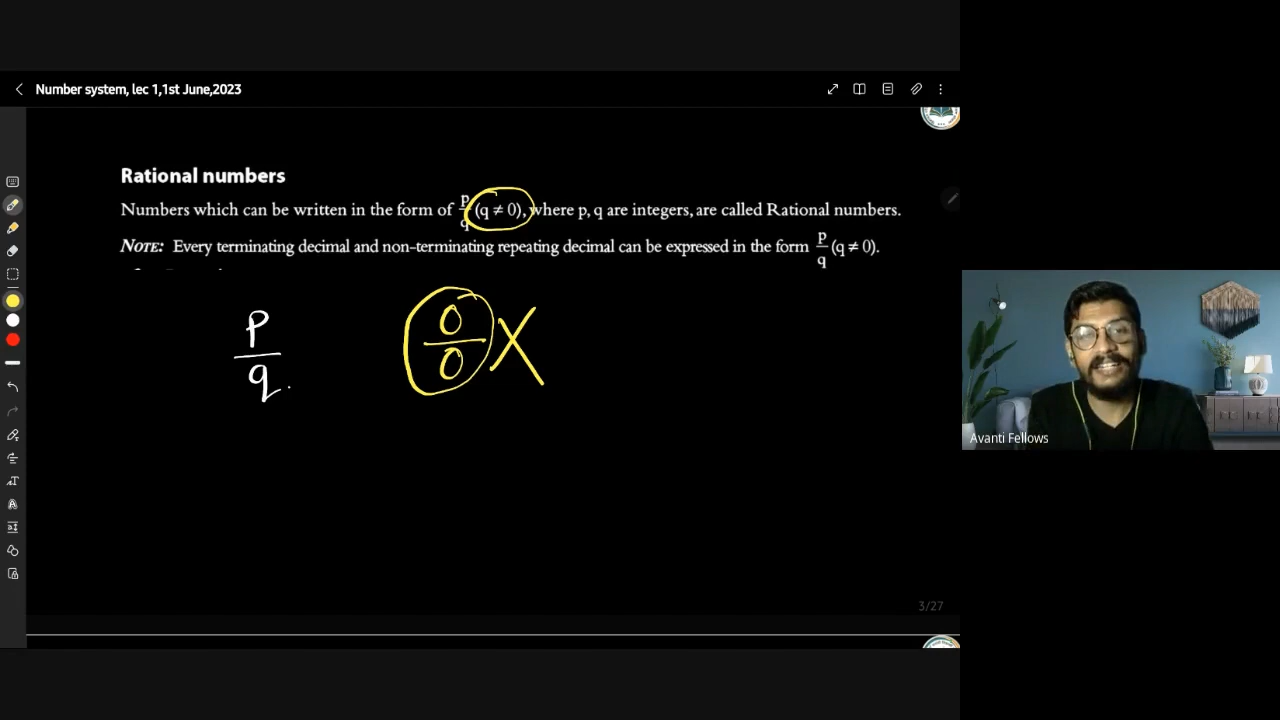 Number system, lec 1,1st June,2023
Rational numbers
Numbers which can be written in the form of p/q (q ≠ 0), where p, q are integers, are called Rational numbers.
NOTE: Every terminating decimal and non-terminating repeating decimal can be expressed in the form p/q (q ≠ 0).
p/q.
0/0 X
Avanti Fellows
3/27